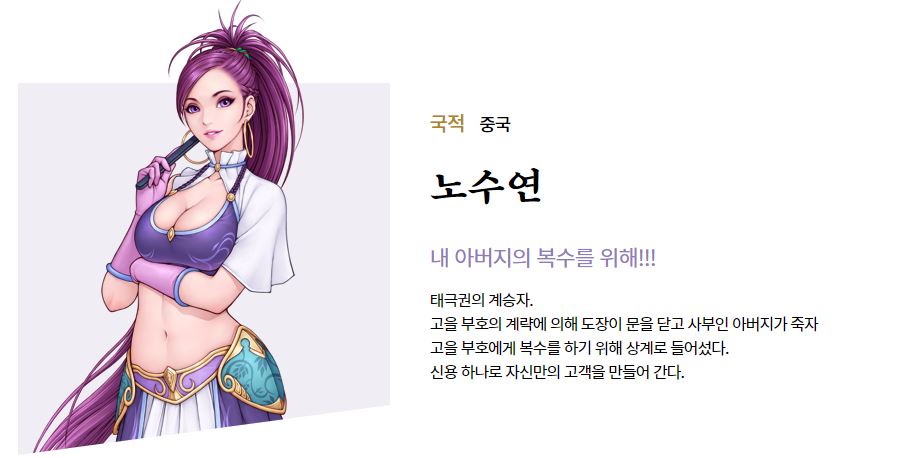 국적 중국
노수연
내 아버지의 복수를 위해!!!
태극권의 계승자.
고을 부호의 계략에 의해 도장이 문을 닫고 사부인 아버지가 죽자
고을 부호에게 복수를 하기 위해 상계로 들어섰다.
신용 하나로 자신만의 고객을 만들어 간다.